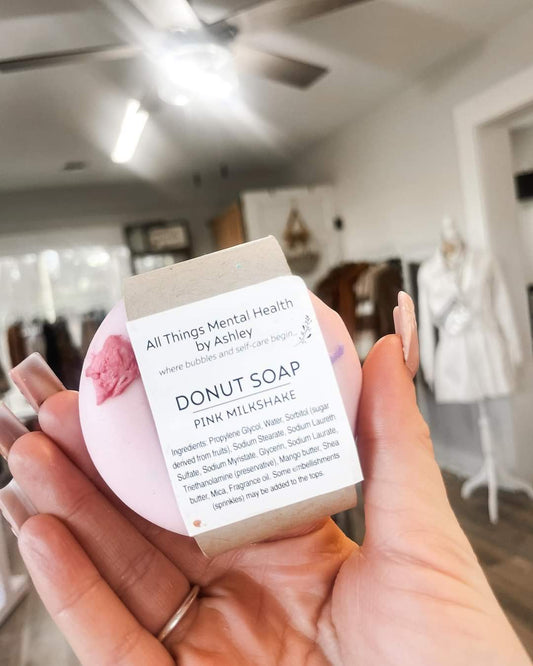 All Things Mental Health
by Ashley
where bubbles and self-care begin...
DONUT SOAP
PINK MILKSHAKE
Ingredients: Propylene Glycol, Water, Sorbitol (sugar
derived from fruits), Sodium Stearate, Sodium Laureth
Sulfate, Sodium Myristate, Glycerin, Sodium Laurate,
Triethanolamine (preservative), Mango butter, Shea
butter, Mica, Fragrance oil. Some embellishments
(sprinkles) may be added to the tops.